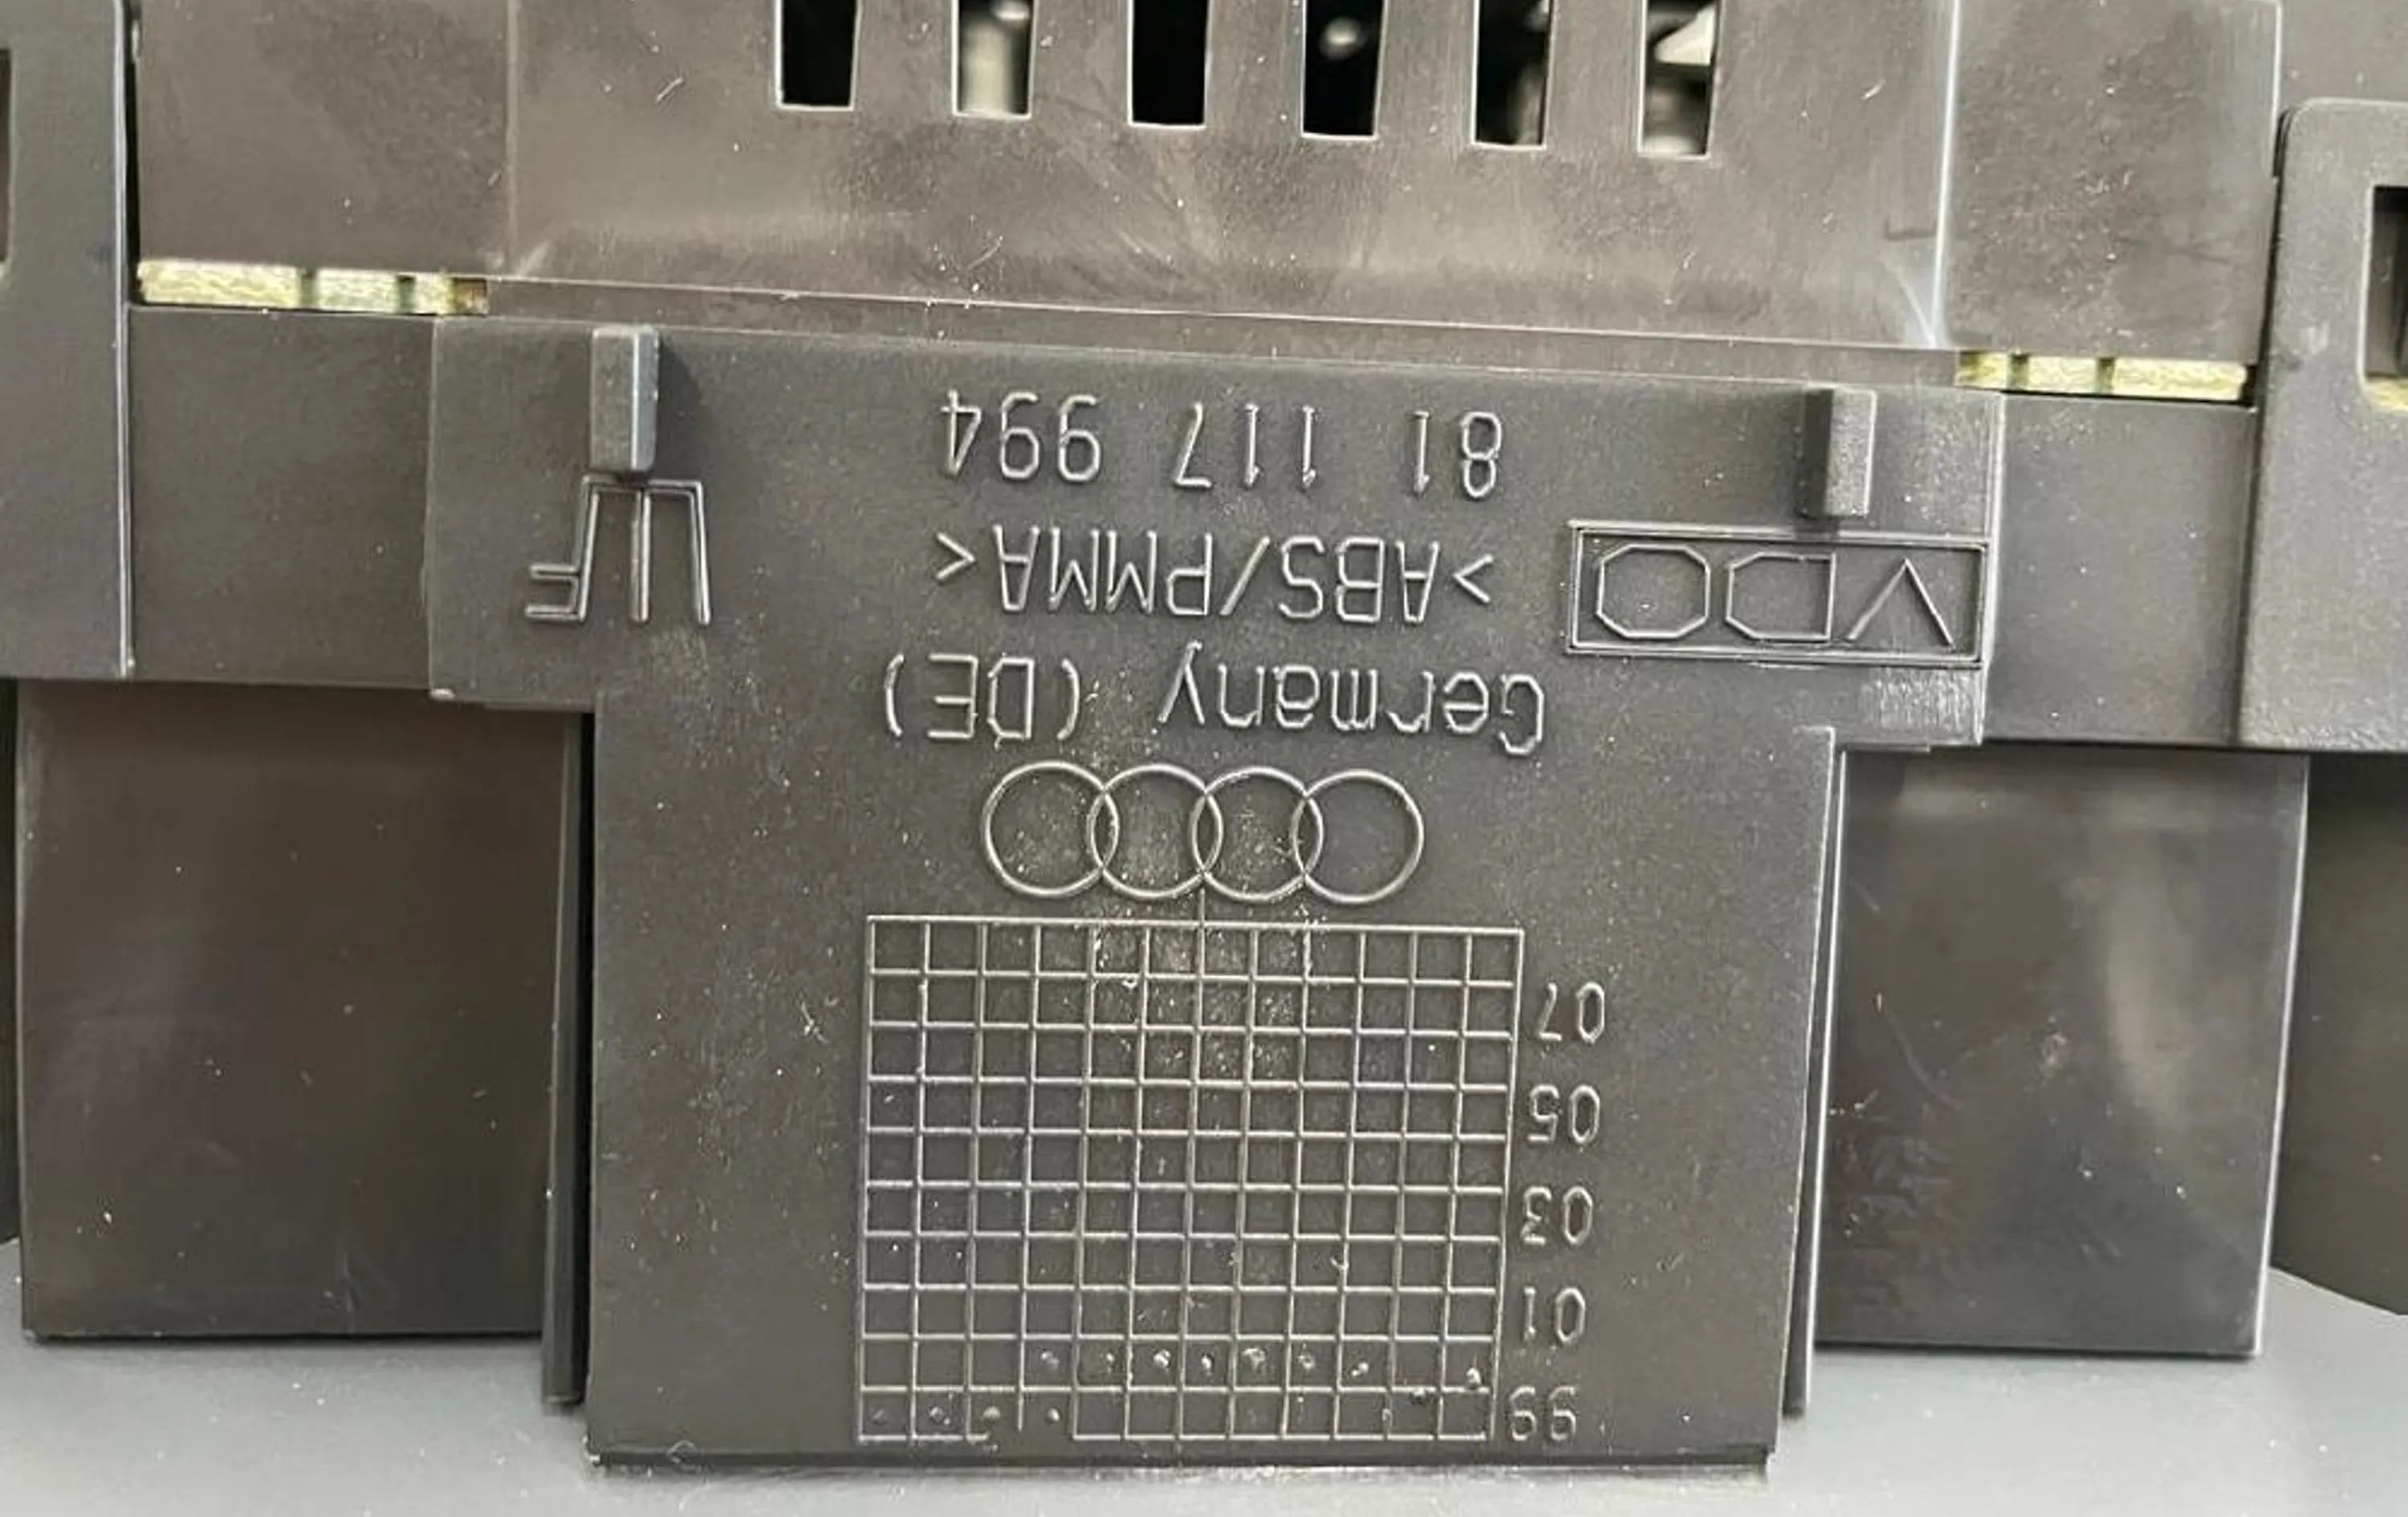 99
01
03
05
07
Germany (DE)
VDO >ABS/PMMA<
81 117 994